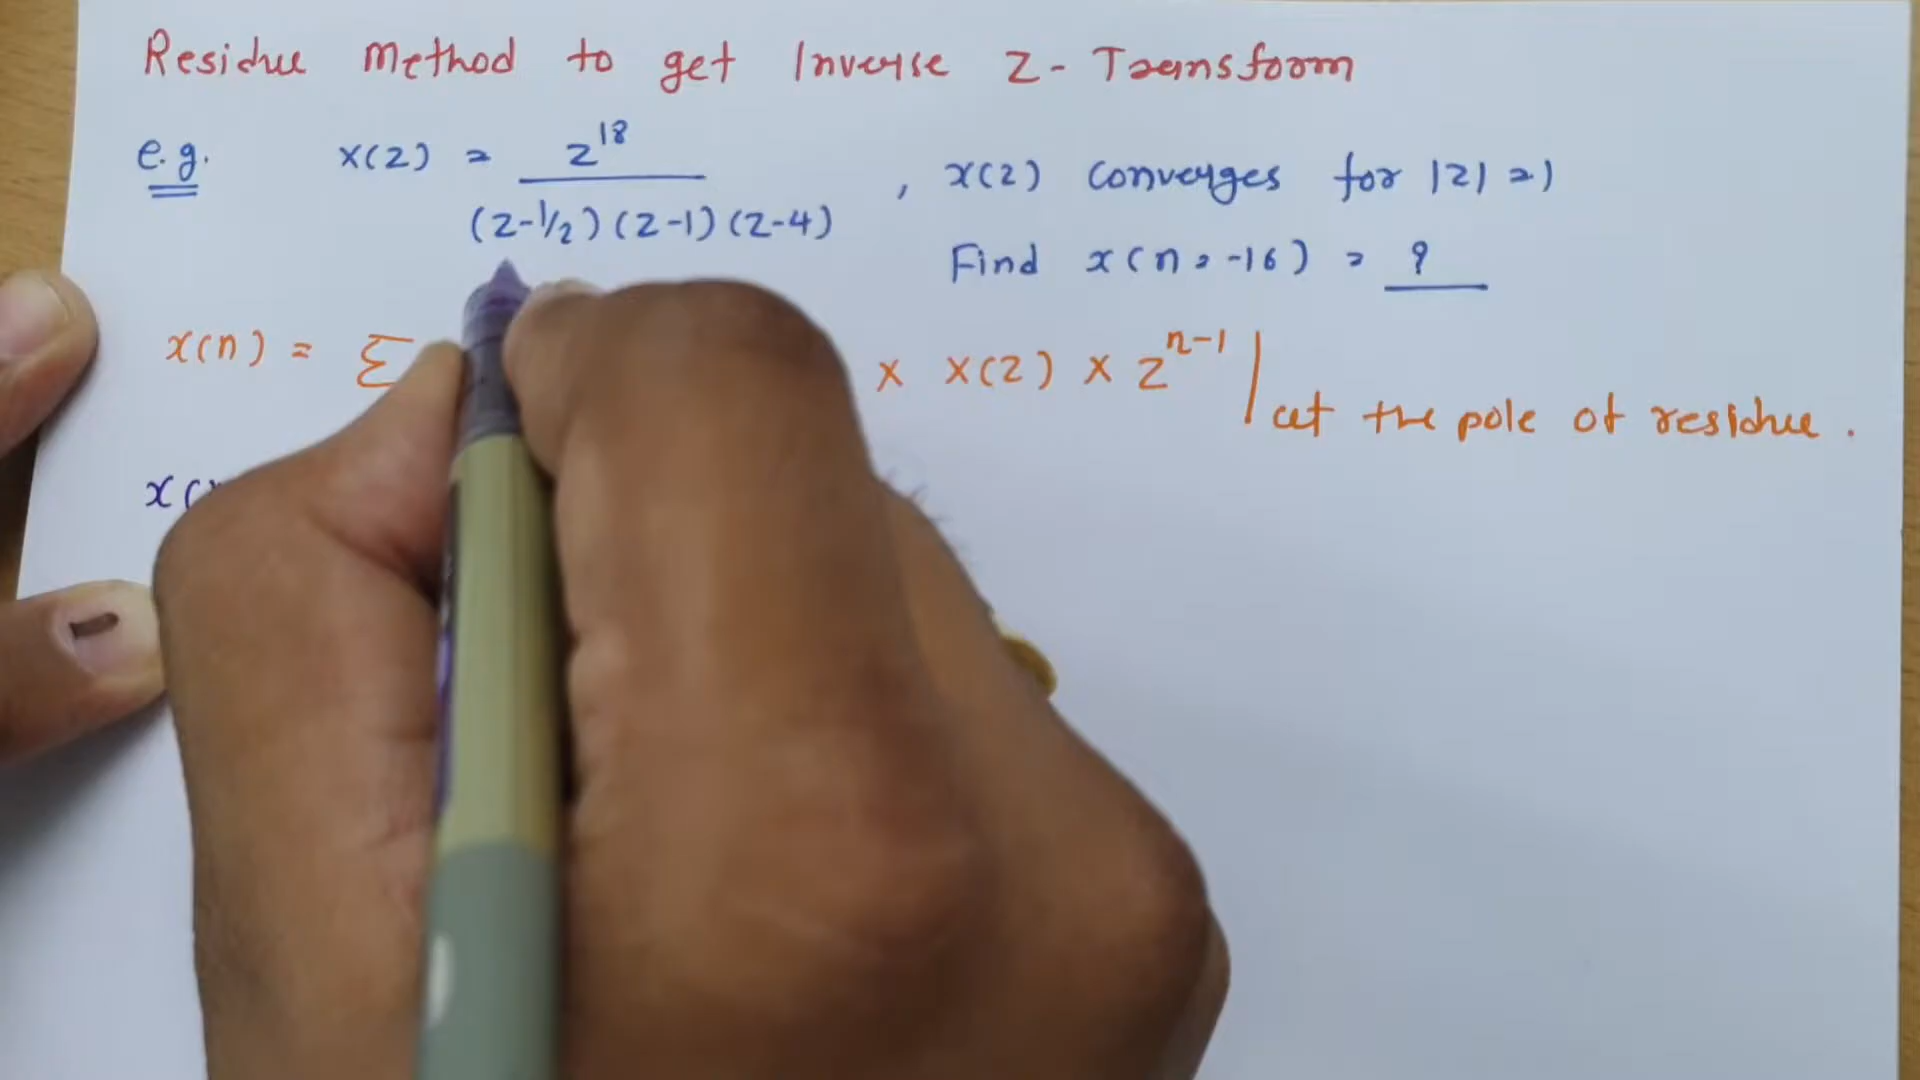 Residue Method to get Inverse Z-Transform
e.g. X(z) = z^18 / (z-1/2)(z-1)(z-4) , X(z) converges for |z| = 1
Find x(n = -16) = ?
x(n) = Σ × X(z) × z^n-1 | at the pole of residue.
x(